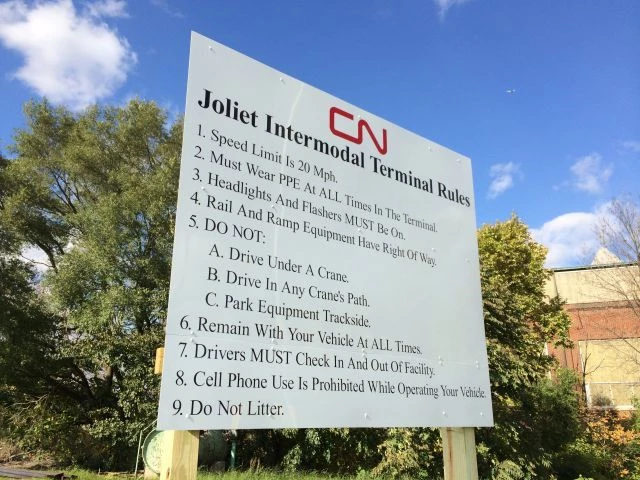 CN
Joliet Intermodal Terminal Rules
1. Speed Limit Is 20 Mph.
2. Must Wear PPE At ALL Times In The Terminal.
3. Headlights And Flashers MUST Be On.
4. Rail And Ramp Equipment Have Right Of Way.
5. DO NOT:
A. Drive Under A Crane.
B. Drive In Any Crane's Path.
C. Park Equipment Trackside.
6. Remain With Your Vehicle At ALL Times.
7. Drivers MUST Check In And Out Of Facility.
8. Cell Phone Use Is Prohibited While Operating Your Vehicle.
9. Do Not Litter.